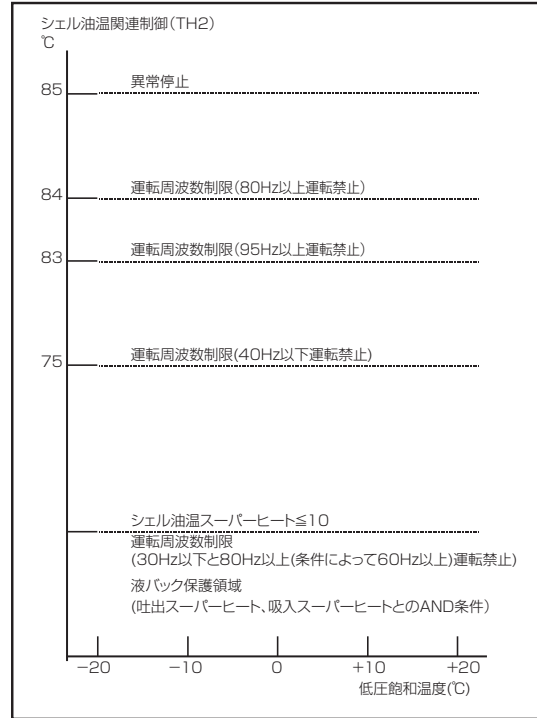 シェル油温関連制御(TH2)
℃
85
異常停止
84
運転周波数制限(80Hz以上運転禁止)
83
運転周波数制限(95Hz以上運転禁止)
75
運転周波数制限(40Hz以下運転禁止)
シェル油温スーパーヒート≦10
運転周波数制限
(30Hz以下と80Hz以上(条件によって60Hz以上)運転禁止)
液バック保護領域
(吐出スーパーヒート、吸入スーパーヒートとのAND条件)
−20 −10 0 +10 +20
低圧飽和温度(℃)